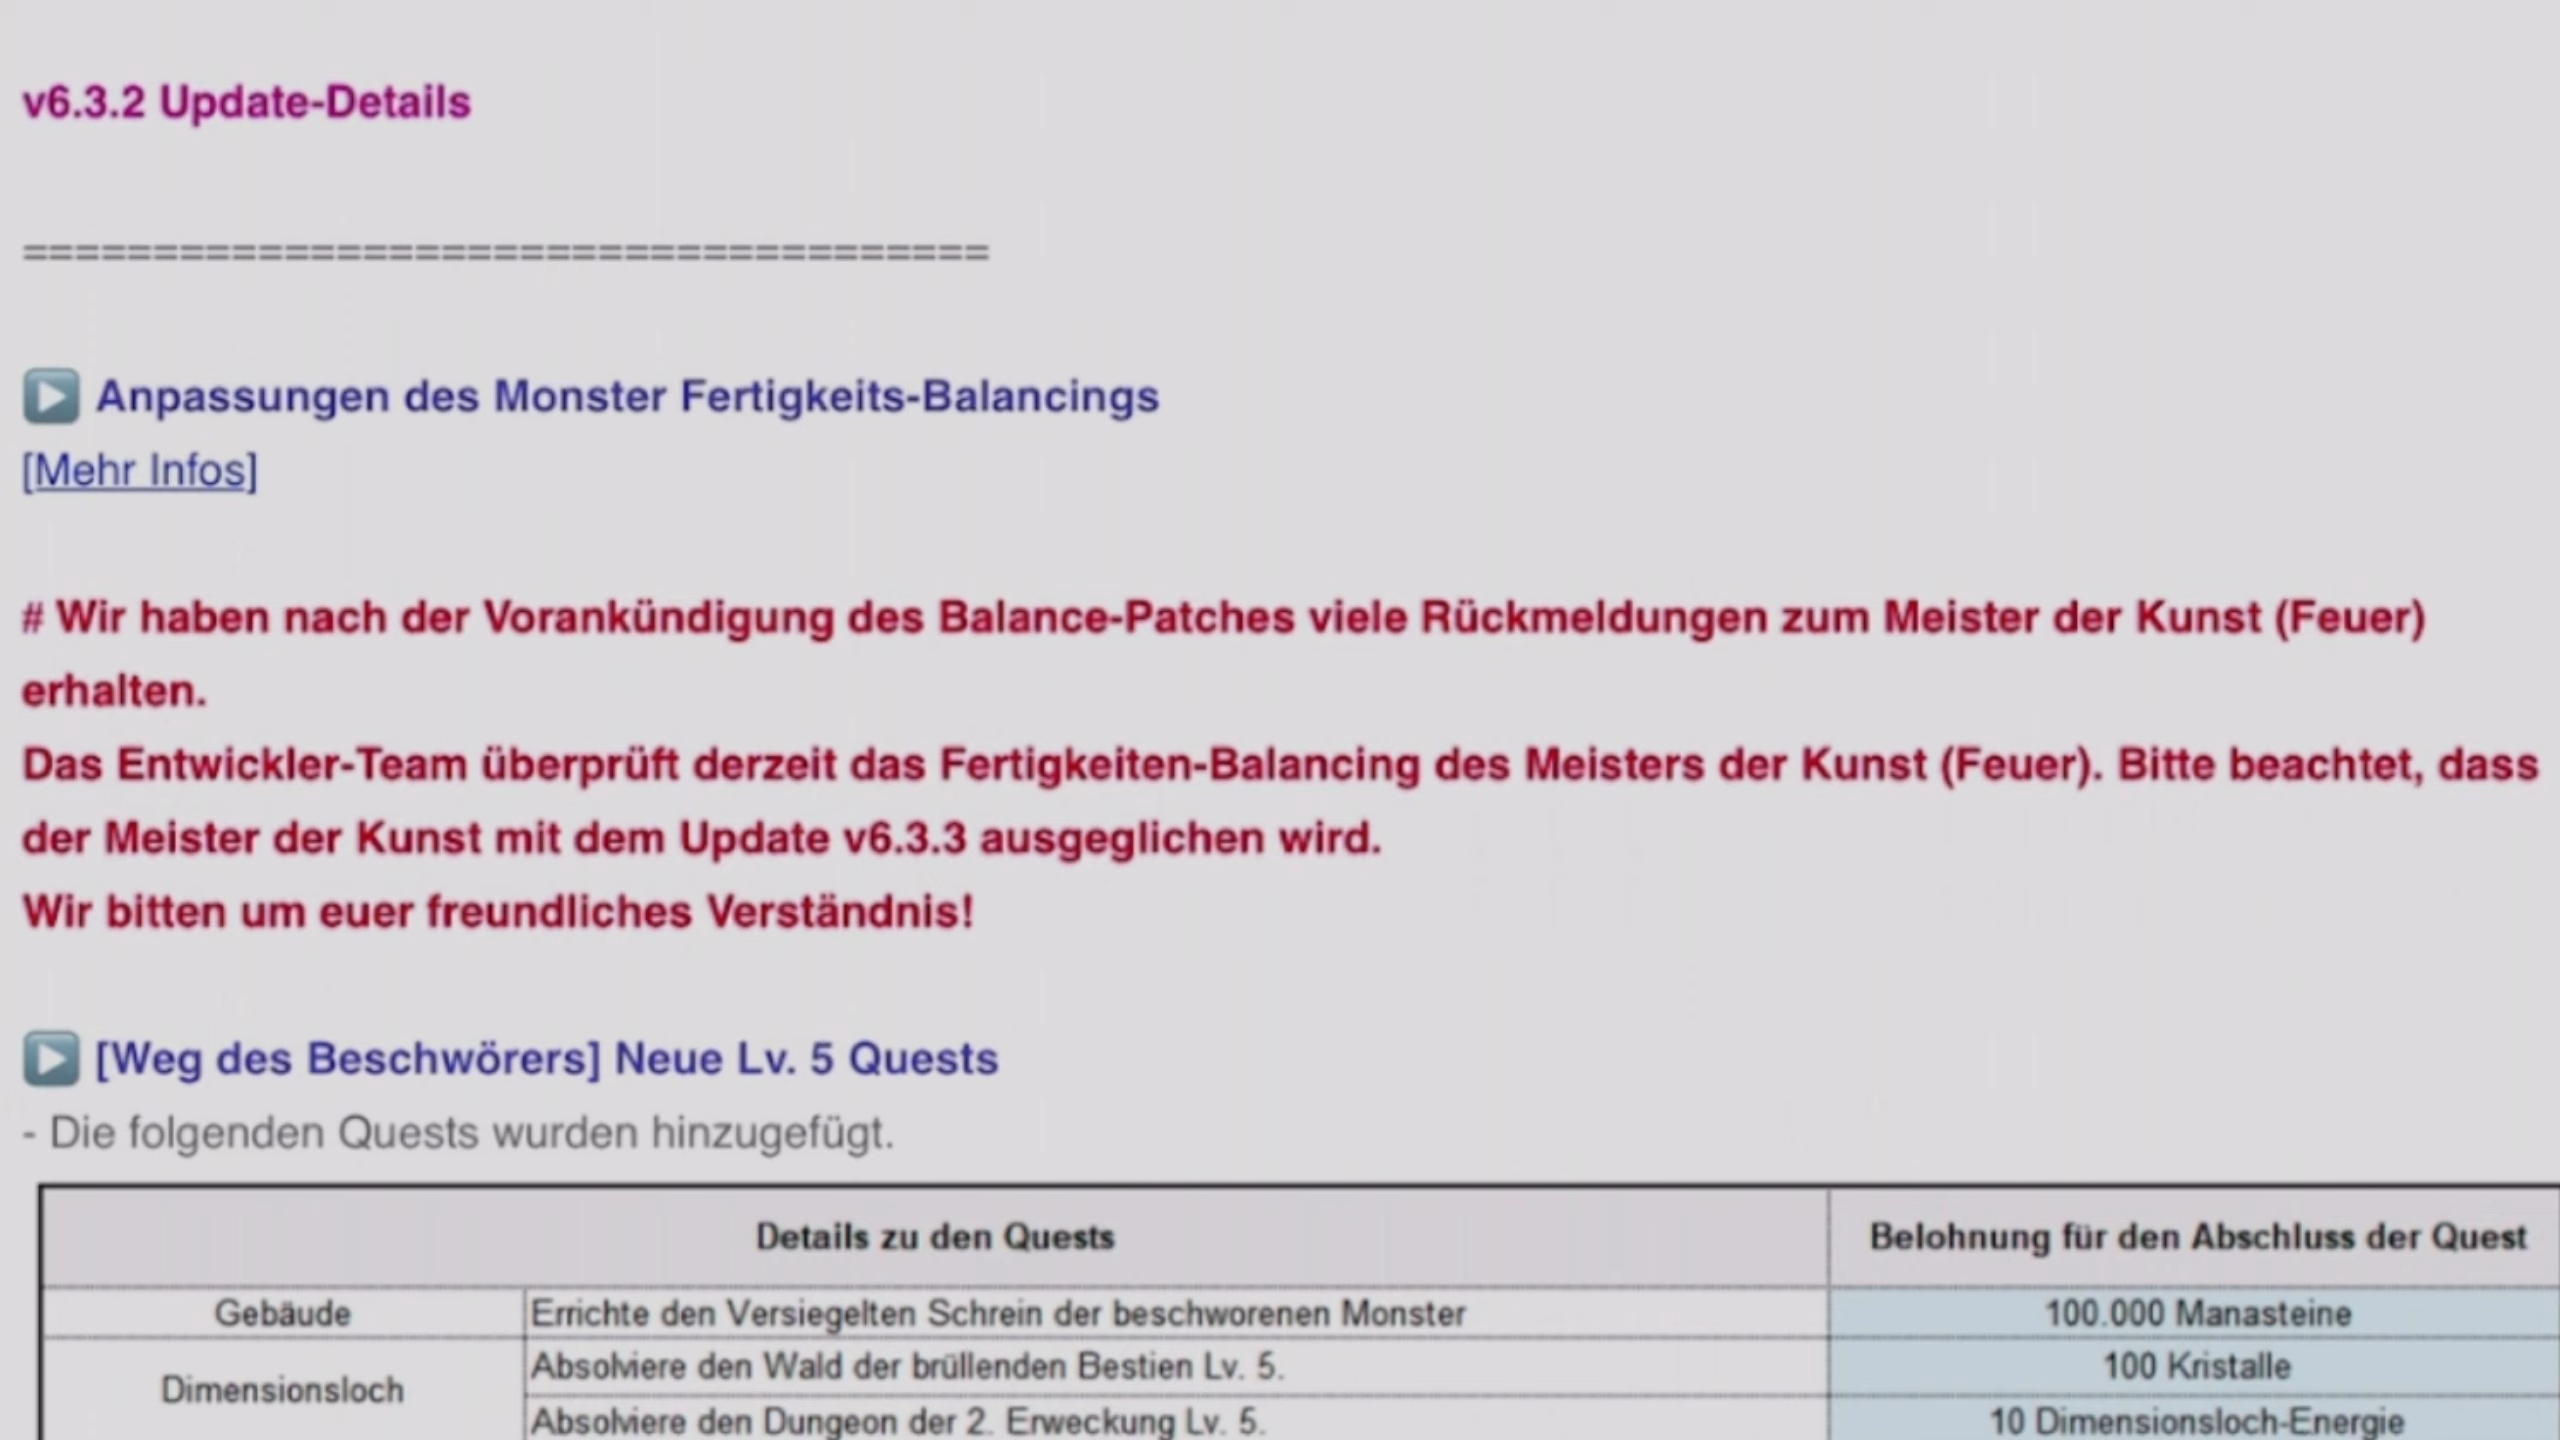 v6.3.2 Update-Details
=====================================
Anpassungen des Monster Fertigkeits-Balancings
[Mehr Infos]
# Wir haben nach der Vorankündigung des Balance-Patches viele Rückmeldungen zum Meister der Kunst (Feuer)
erhalten.
Das Entwickler-Team überprüft derzeit das Fertigkeiten-Balancing des Meisters der Kunst (Feuer). Bitte beachtet, dass
der Meister der Kunst mit dem Update v6.3.3 ausgeglichen wird.
Wir bitten um euer freundliches Verständnis!
[Weg des Beschwörers] Neue Lv. 5 Quests
- Die folgenden Quests wurden hinzugefügt.
Details zu den Quests Belohnung für den Abschluss der Quest
Gebäude Errichte den Versiegelten Schrein der beschworenen Monster 100.000 Manasteine
Absolviere den Wald der brüllenden Bestien Lv. 5. 100 Kristalle
Dimensionsloch
Absolviere den Dungeon der 2. Erweckung Lv. 5. 10 Dimensionsloch-Energie